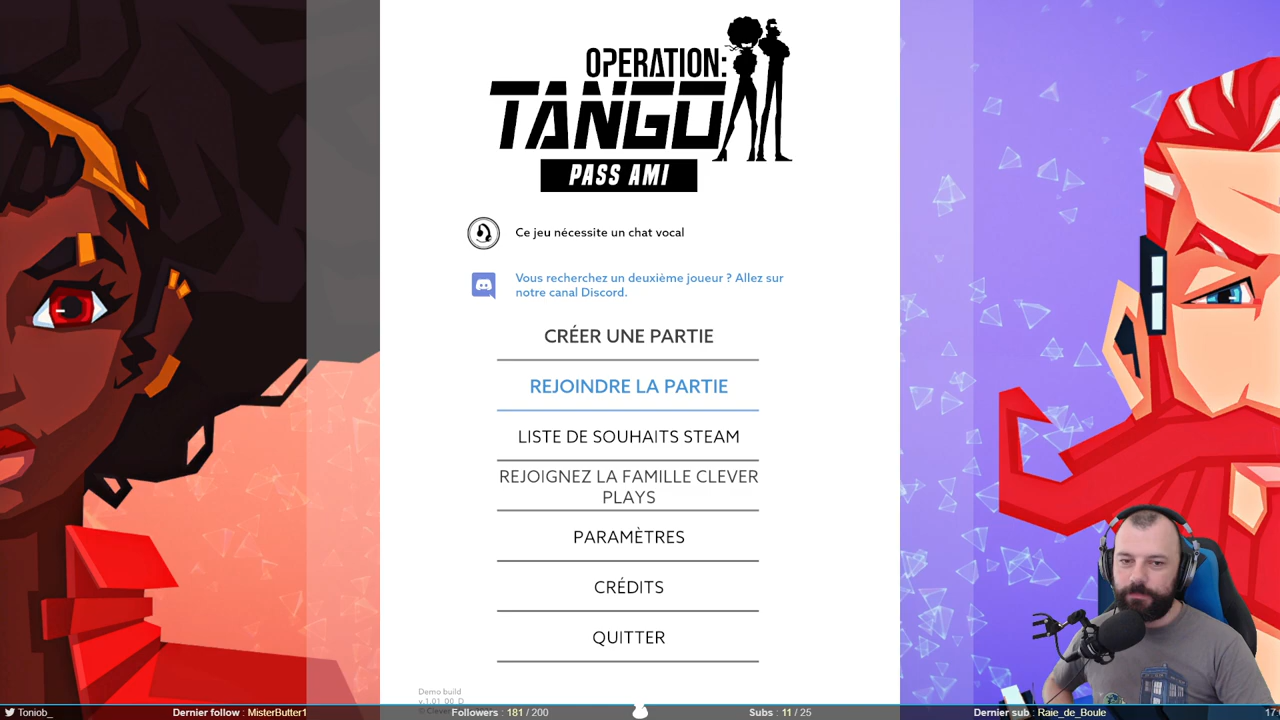 OPERATION:
TANGO
PASS AMI
Ce jeu nécessite un chat vocal
Vous recherchez un deuxième joueur ? Allez sur
notre canal Discord.
CRÉER UNE PARTIE
REJOINDRE LA PARTIE
LISTE DE SOUHAITS STEAM
REJOIGNEZ LA FAMILLE CLEVER
PLAYS
PARAMÈTRES
CRÉDITS
QUITTER
Demo build
v.1.01_00_D
Toniob_ Dernier follow : MisterButter1 Followers : 181 / 200 Subs : 11 / 25 Dernier sub : Raie_de_Boule 17